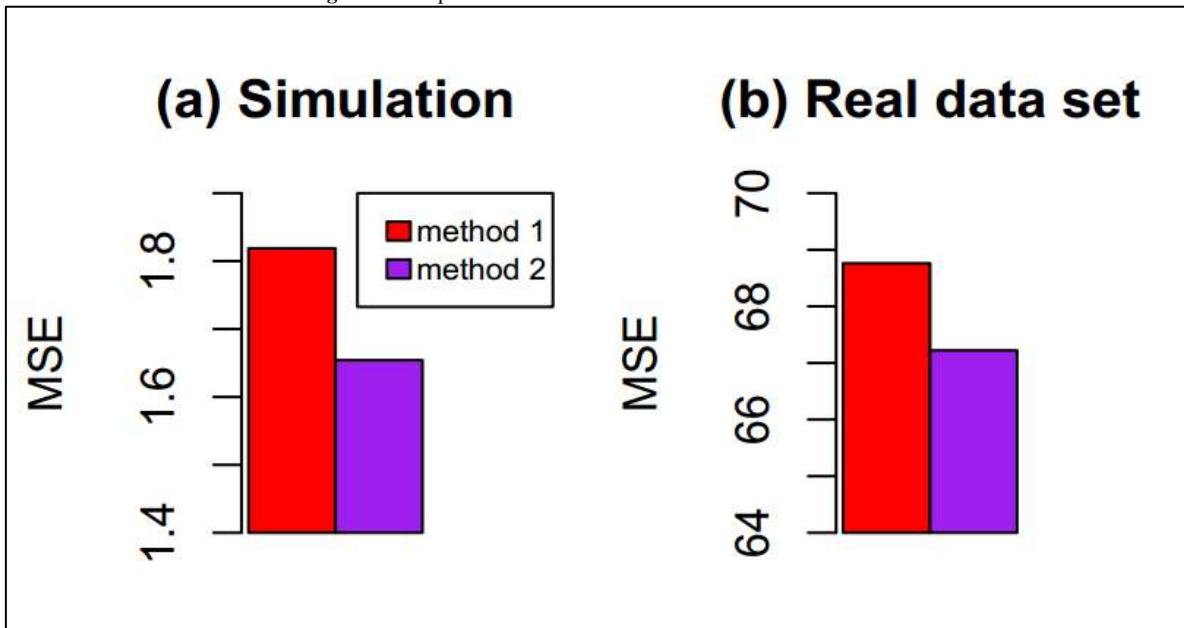 (a) Simulation
MSE
1.8
1.6
1.4
method 1
method 2
(b) Real data set
MSE
70
68
66
64